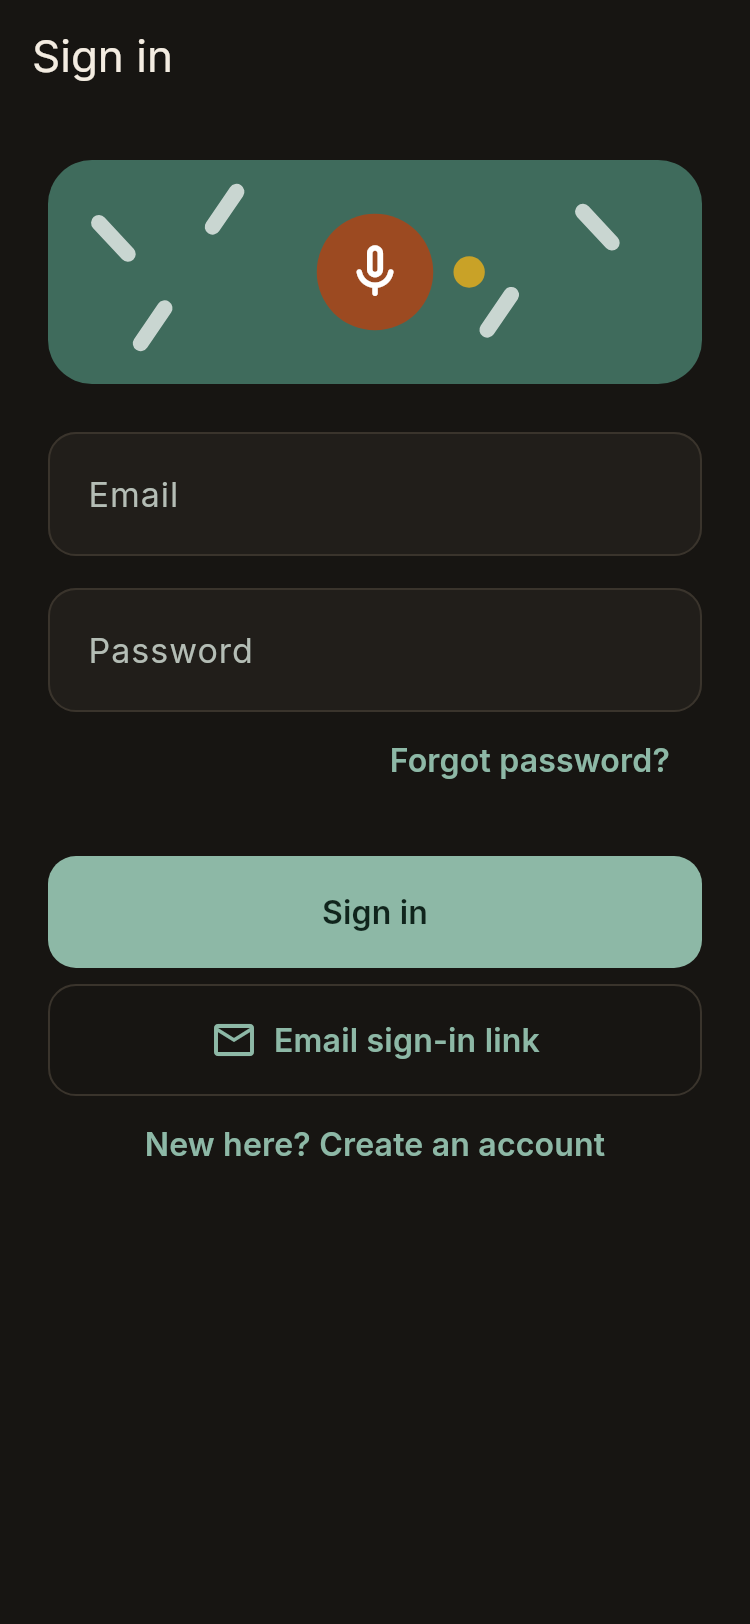 Sign in
Email
Password
Forgot password?
Sign in
Email sign-in link
New here? Create an account